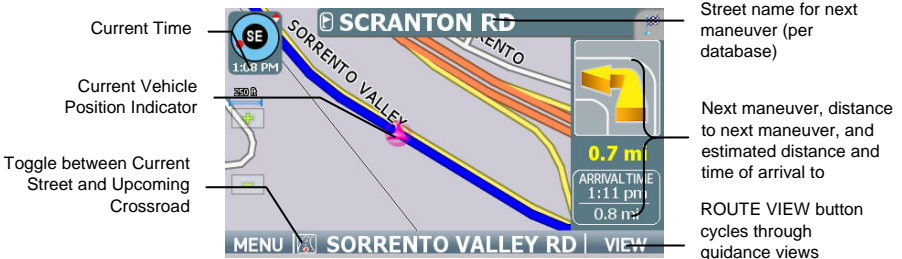 Current Time
Current Vehicle
Position Indicator
Toggle between Current
Street and Upcoming
Crossroad
SE
1:08 PM
SCRANTON RD
SORRENTO VALLEY
RENTO
250 ft
+
-
0.7 mi
ARRIVAL TIME
1:11 pm
0.8 mi
MENU
SORRENTO VALLEY RD
VIEW
Street name for next
maneuver (per
database)
Next maneuver, distance
to next maneuver, and
estimated distance and
time of arrival to
ROUTE VIEW button
cycles through
guidance views